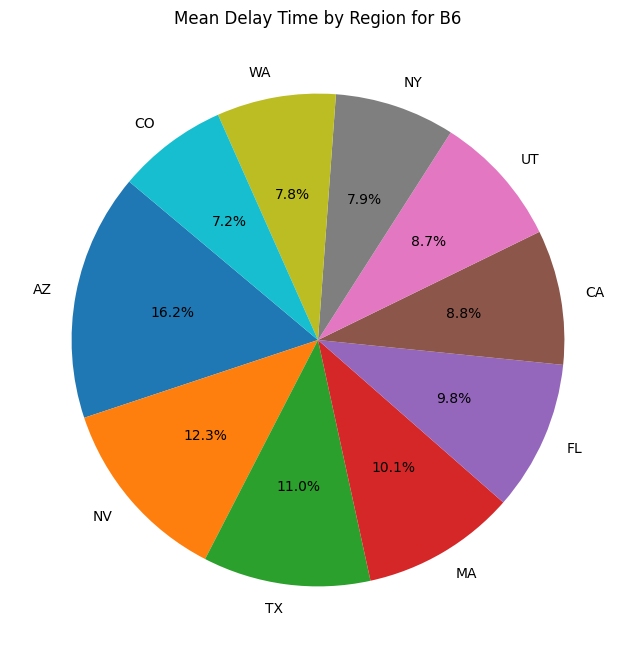 Mean Delay Time by Region for B6
WA
NY
CO
UT
7.8%
7.9%
7.2%
8.7%
AZ
CA
16.2%
8.8%
9.8%
12.3%
FL
10.1%
11.0%
NV
MA
TX